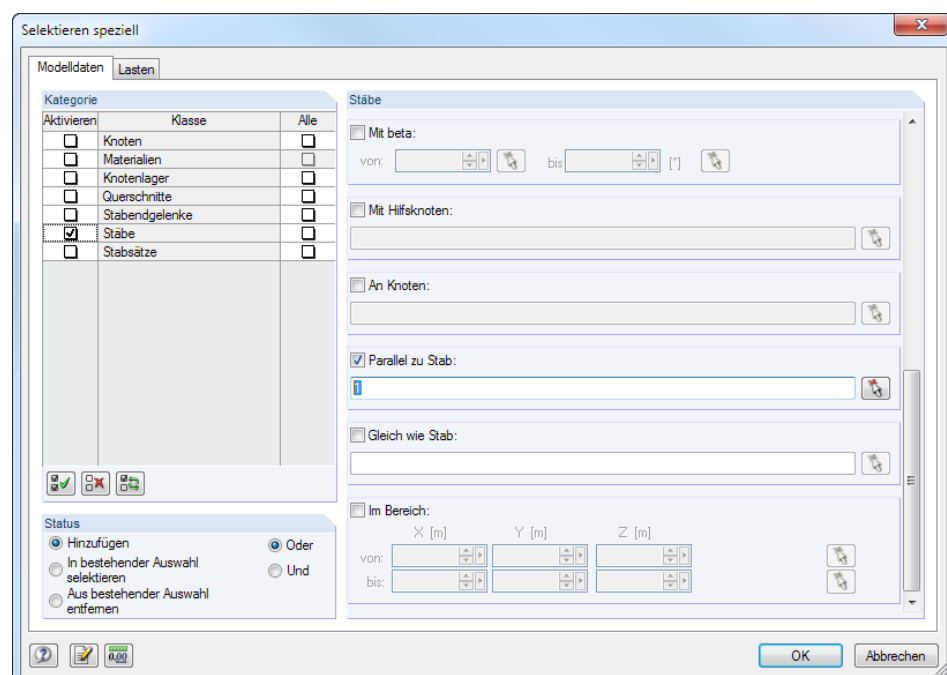 Selektieren speziell
Modelldaten Lasten
Kategorie
Aktivieren Klasse Alle
Knoten
Materialien
Knotenlager
Querschnitte
Stabendgelenke
Stäbe
Stabsätze
Status
Hinzufügen
In bestehender Auswahl
selektieren
Aus bestehender Auswahl
entfernen
Oder
Und
Stäbe
Mit beta:
von: bis [°]
Mit Hilfsknoten:
An Knoten:
Parallel zu Stab:
1
Gleich wie Stab:
Im Bereich:
X [m] Y [m] Z [m]
von:
bis:
0.00
OK Abbrechen